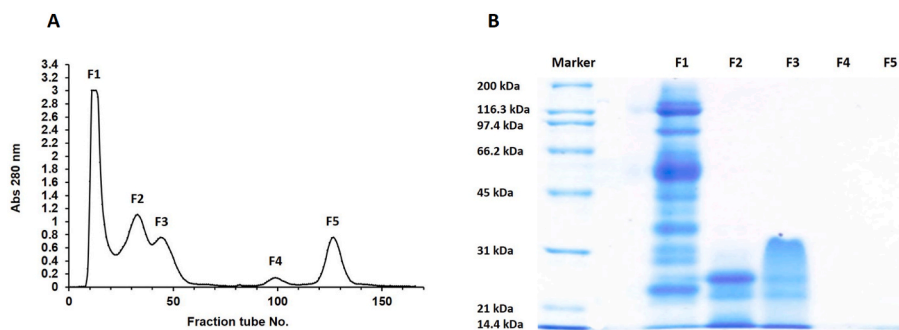 A
B
3.4
3.2
3
2.8
2.6
2.4
2.2
2
1.8
1.6
1.4
1.2
1
0.8
0.6
0.4
0.2
0
Abs 280 nm
F1
F2
F3
F4
F5
0
50
100
150
Fraction tube No.
Marker F1 F2 F3 F4 F5
200 kDa
116.3 kDa
97.4 kDa
66.2 kDa
45 kDa
31 kDa
21 kDa
14.4 kDa